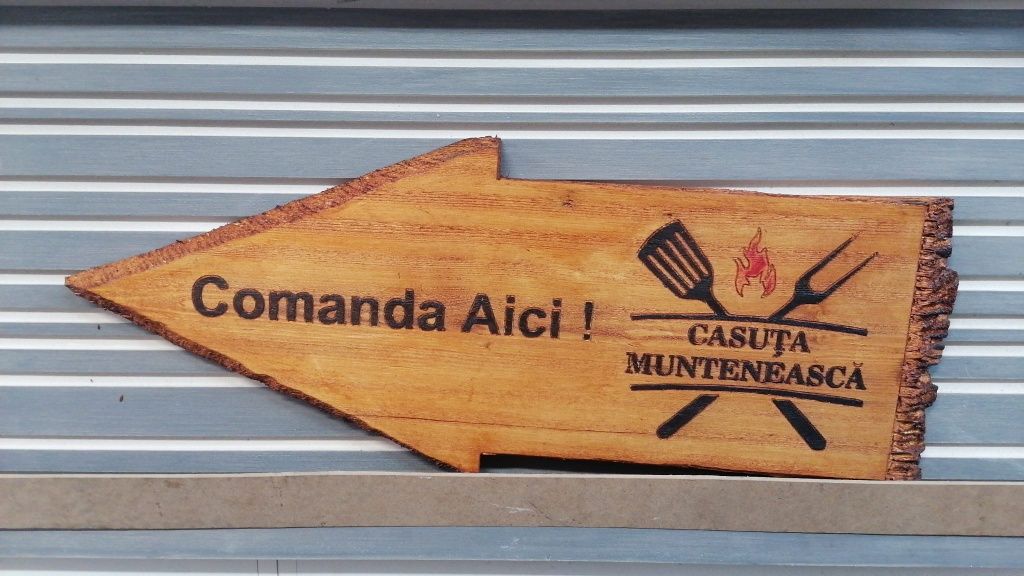 Comanda Aici !
CASUȚA
MUNTENEASCĂ